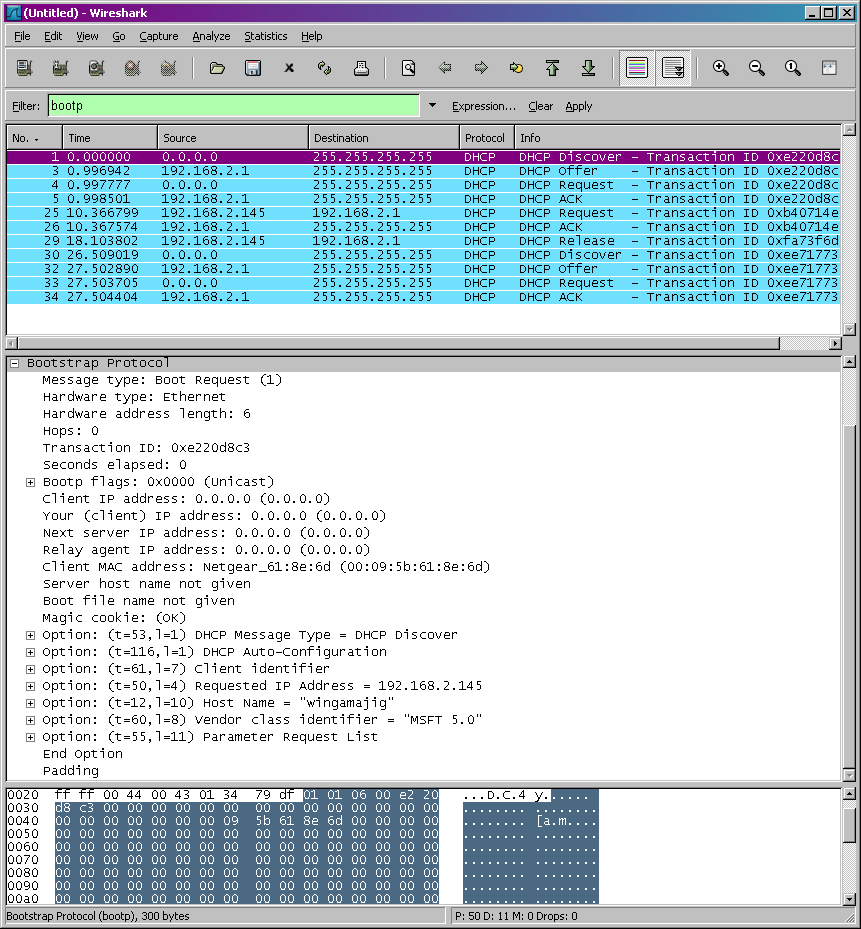 (Untitled) - Wireshark
File Edit View Go Capture Analyze Statistics Help
Filter: bootp Expression... Clear Apply
No. . Time Source Destination Protocol Info
1 0.000000 0.0.0.0 255.255.255.255 DHCP DHCP Discover - Transaction ID 0xe220d8c
3 0.996942 192.168.2.1 255.255.255.255 DHCP DHCP Offer - Transaction ID 0xe220d8c
4 0.997777 0.0.0.0 255.255.255.255 DHCP DHCP Request - Transaction ID 0xe220d8c
5 0.998501 192.168.2.1 255.255.255.255 DHCP DHCP ACK - Transaction ID 0xe220d8c
25 10.366799 192.168.2.145 192.168.2.1 DHCP DHCP Request - Transaction ID 0xb40714e
26 10.367574 192.168.2.1 255.255.255.255 DHCP DHCP ACK - Transaction ID 0xb40714e
29 18.103802 192.168.2.145 192.168.2.1 DHCP DHCP Release - Transaction ID 0xfa73f6d
30 26.509019 0.0.0.0 255.255.255.255 DHCP DHCP Discover - Transaction ID 0xee71773
32 27.502890 192.168.2.1 255.255.255.255 DHCP DHCP Offer - Transaction ID 0xee71773
33 27.503705 0.0.0.0 255.255.255.255 DHCP DHCP Request - Transaction ID 0xee71773
34 27.504404 192.168.2.1 255.255.255.255 DHCP DHCP ACK - Transaction ID 0xee71773
Bootstrap Protocol
Message type: Boot Request (1)
Hardware type: Ethernet
Hardware address length: 6
Hops: 0
Transaction ID: 0xe220d8c3
Seconds elapsed: 0
Bootp flags: 0x0000 (Unicast)
Client IP address: 0.0.0.0 (0.0.0.0)
Your (client) IP address: 0.0.0.0 (0.0.0.0)
Next server IP address: 0.0.0.0 (0.0.0.0)
Relay agent IP address: 0.0.0.0 (0.0.0.0)
Client MAC address: Netgear_61:8e:6d (00:09:5b:61:8e:6d)
Server host name not given
Boot file name not given
Magic cookie: (OK)
Option: (t=53,l=1) DHCP Message Type = DHCP Discover
Option: (t=116,l=1) DHCP Auto-Configuration
Option: (t=61,l=7) Client identifier
Option: (t=50,l=4) Requested IP Address = 192.168.2.145
Option: (t=12,l=10) Host Name = "wingamajig"
Option: (t=60,l=8) Vendor class identifier = "MSFT 5.0"
Option: (t=55,l=11) Parameter Request List
End Option
Padding
0020 ff ff 00 44 00 43 01 34 79 df 01 01 06 00 e2 20 ...D.C.4 y.......
0030 d8 c3 00 00 00 00 00 00 00 00 00 00 00 00 00 00 ........ ........
0040 00 00 00 00 00 00 00 09 5b 61 8e 6d 00 00 00 00 ........ [a.m....
0050 00 00 00 00 00 00 00 00 00 00 00 00 00 00 00 00 ........ ........
0060 00 00 00 00 00 00 00 00 00 00 00 00 00 00 00 00 ........ ........
0070 00 00 00 00 00 00 00 00 00 00 00 00 00 00 00 00 ........ ........
0080 00 00 00 00 00 00 00 00 00 00 00 00 00 00 00 00 ........ ........
0090 00 00 00 00 00 00 00 00 00 00 00 00 00 00 00 00 ........ ........
00a0 00 00 00 00 00 00 00 00 00 00 00 00 00 00 00 00 ........ ........
Bootstrap Protocol (bootp), 300 bytes P: 50 D: 11 M: 0 Drops: 0